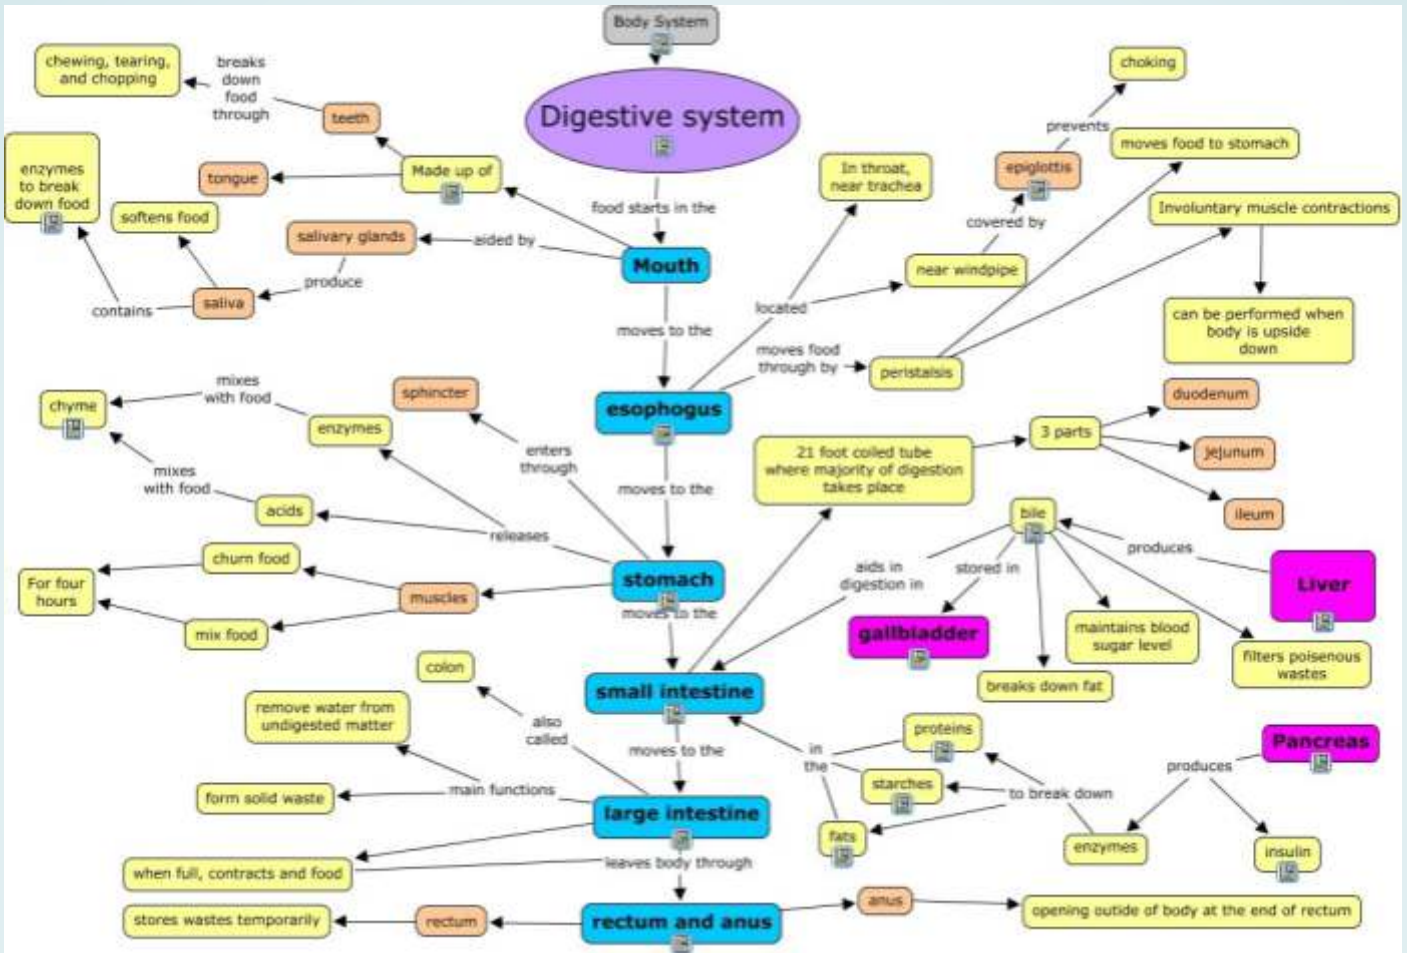 Body System
Digestive system
food starts in the
Mouth
Made up of
teeth
breaks
down
food
through
chewing, tearing,
and chopping
tongue
aided by
salivary glands
produce
saliva
softens food
contains
enzymes
to break
down food
moves to the
esophogus
located
In throat,
near trachea
near windpipe
covered by
epiglottis
prevents
choking
moves food
through by
peristalsis
moves food to stomach
Involuntary muscle contractions
can be performed when
body is upside
down
moves to the
stomach
enters
through
sphincter
releases
enzymes
mixes
with food
chyme
acids
mixes
with food
muscles
churn food
mix food
For four
hours
moves to the
small intestine
21 foot coiled tube
where majority of digestion
takes place
3 parts
duodenum
jejunum
ileum
Liver
produces
bile
aids in
digestion in
stored in
gallbladder
breaks down fat
maintains blood
sugar level
filters poisenous
wastes
Pancreas
produces
insulin
enzymes
to break down
proteins
starches
fats
in
the
moves to the
large intestine
also
called
colon
main functions
remove water from
undigested matter
form solid waste
when full, contracts and food
leaves body through
rectum and anus
rectum
stores wastes temporarily
anus
opening outide of body at the end of rectum